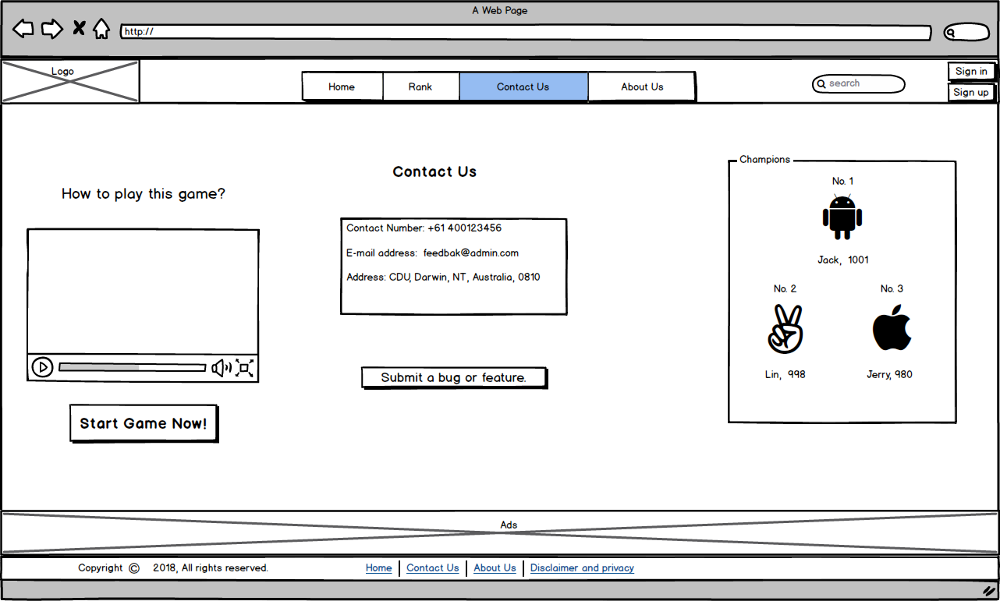 A Web Page
http://
Logo
Home Rank Contact Us About Us
search
Sign in
Sign up
How to play this game?
Start Game Now!
Contact Us
Contact Number: +61 400123456
E-mail address:  feedbak@admin.com
Address: CDU, Darwin, NT, Australia, 0810
Submit a bug or feature.
Champions
No. 1
Jack,  1001
No. 2 No. 3
Lin,  998 Jerry, 980
Ads
Copyright © 2018, All rights reserved. Home Contact Us About Us Disclaimer and privacy